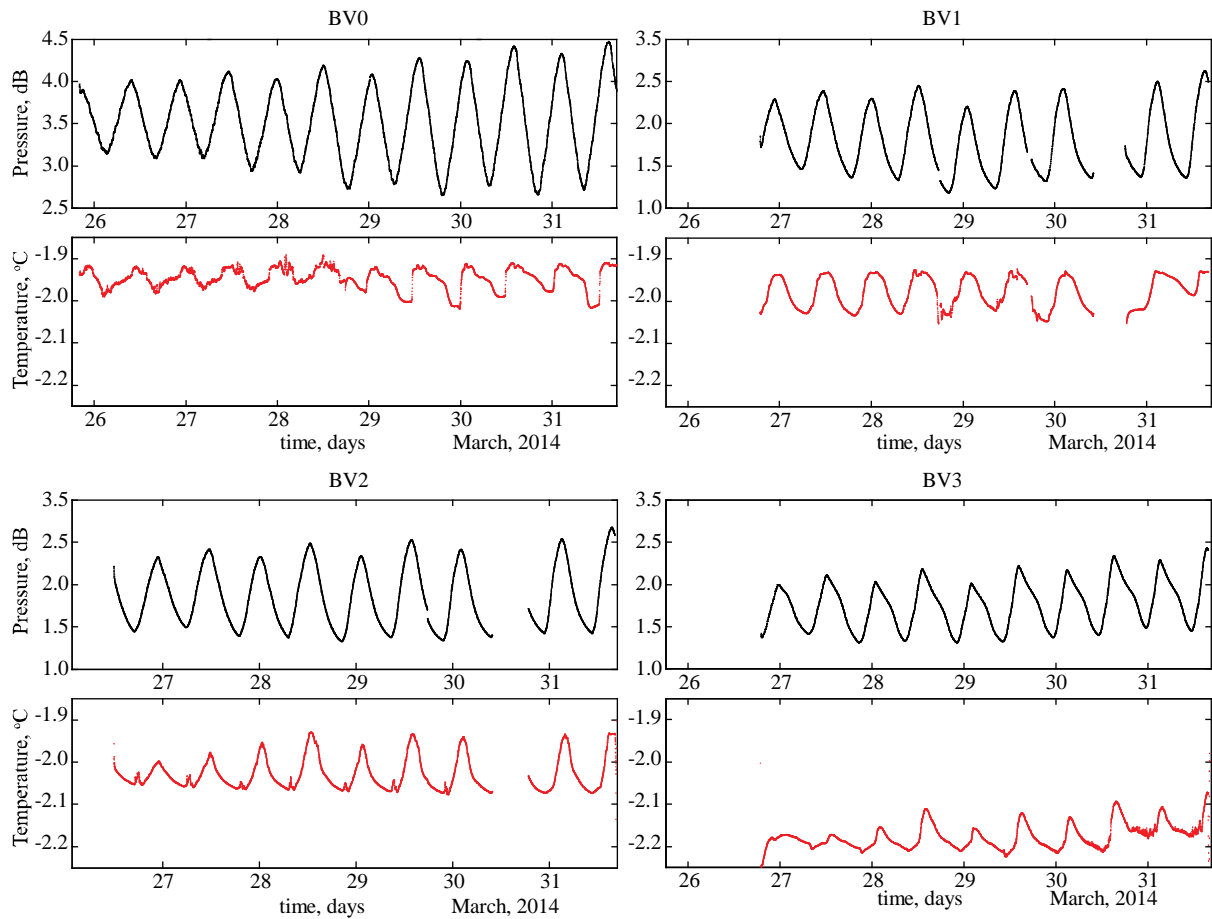 BV0
4.5
4.0
3.5
3.0
2.5
Pressure, dB
26 27 28 29 30 31
-1.9
-2.0
-2.1
-2.2
Temperature, °C
26 27 28 29 30 31
time, days March, 2014
BV1
3.5
2.5
2.0
1.5
1.0
Pressure, dB
26 27 28 29 30 31
-1.9
-2.0
-2.1
-2.2
Temperature, °C
26 27 28 29 30 31
time, days March, 2014
BV2
3.5
2.5
2.0
1.5
1.0
Pressure, dB
27 28 29 30 31
-1.9
-2.0
-2.1
-2.2
Temperature, °C
27 28 29 30 31
time, days March, 2014
BV3
3.5
2.5
2.0
1.5
1.0
Pressure, dB
26 27 28 29 30 31
-1.9
-2.0
-2.1
-2.2
Temperature, °C
26 27 28 29 30 31
time, days March, 2014